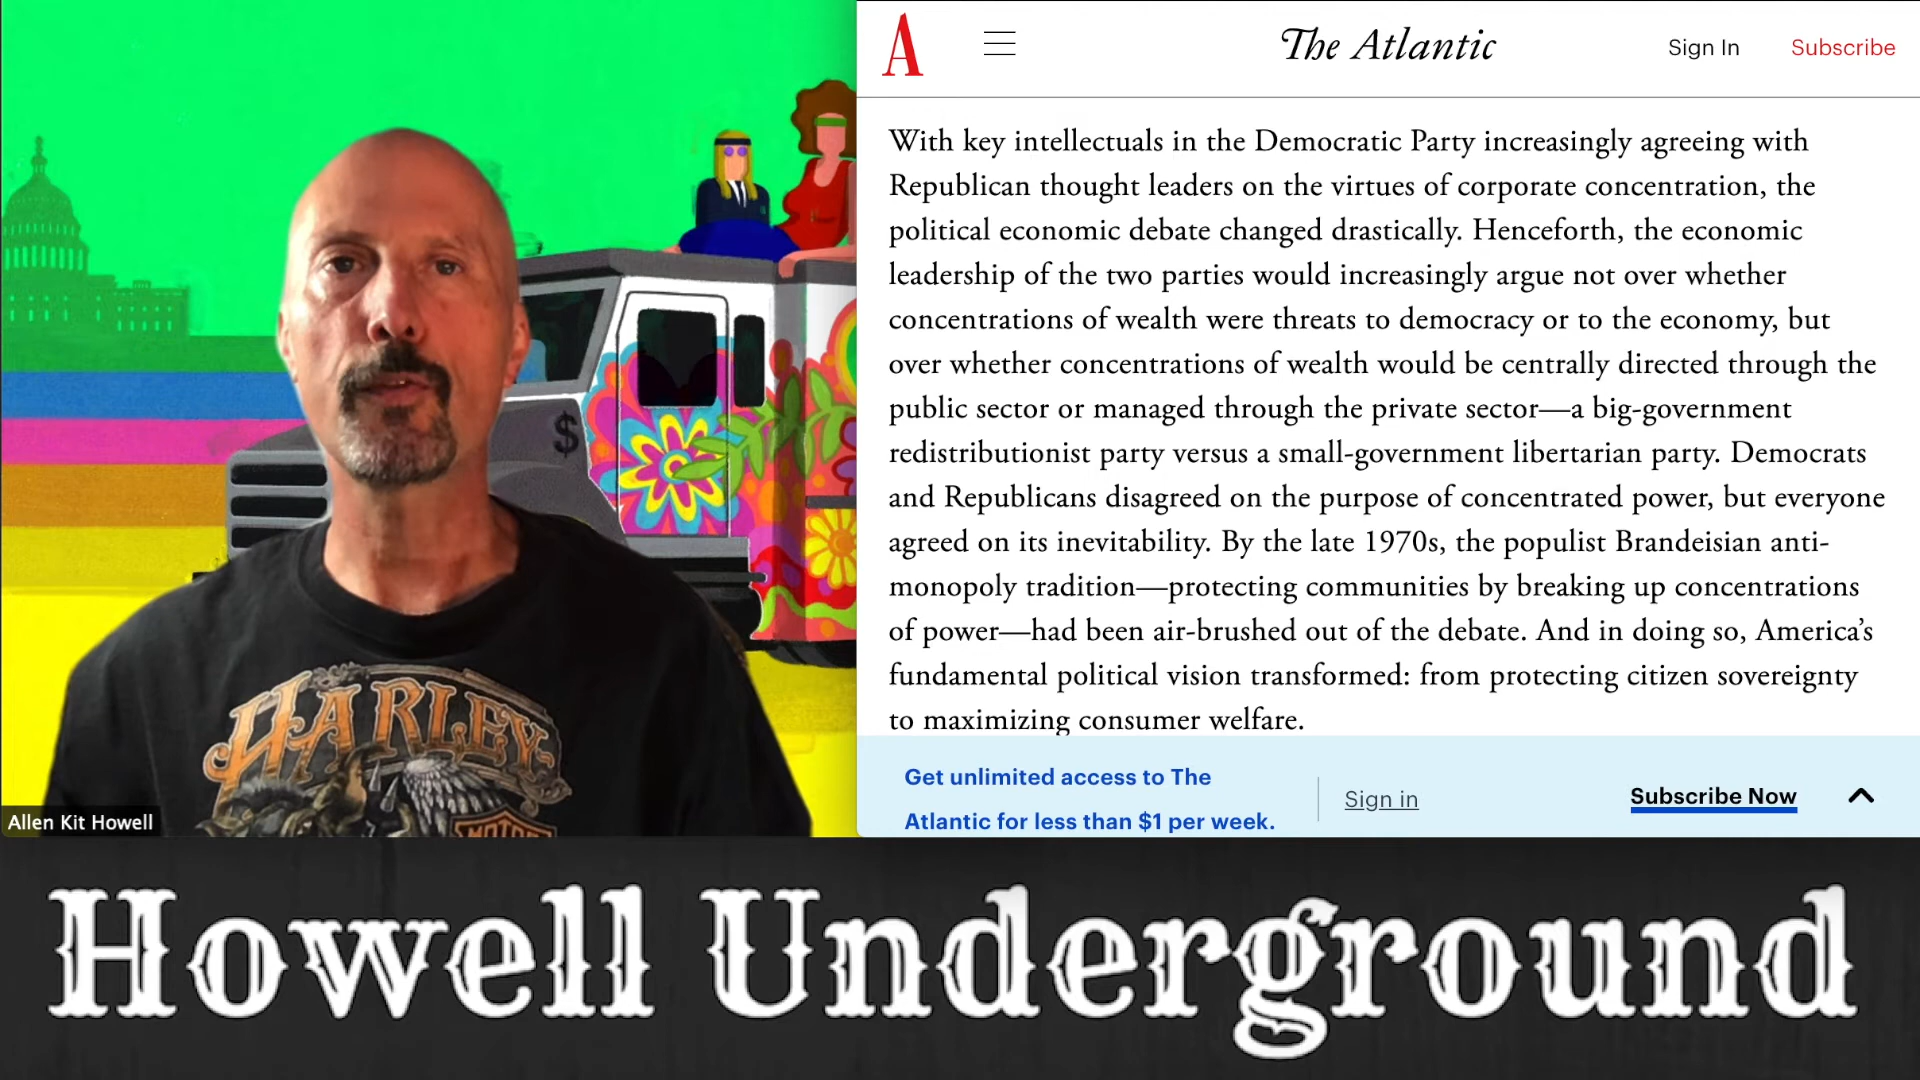 A
The Atlantic
Sign In
Subscribe
With key intellectuals in the Democratic Party increasingly agreeing with
Republican thought leaders on the virtues of corporate concentration, the
political economic debate changed drastically. Henceforth, the economic
leadership of the two parties would increasingly argue not over whether
concentrations of wealth were threats to democracy or to the economy, but
over whether concentrations of wealth would be centrally directed through the
public sector or managed through the private sector—a big-government
redistributionist party versus a small-government libertarian party. Democrats
and Republicans disagreed on the purpose of concentrated power, but everyone
agreed on its inevitability. By the late 1970s, the populist Brandeisian anti-
monopoly tradition—protecting communities by breaking up concentrations
of power—had been air-brushed out of the debate. And in doing so, America's
fundamental political vision transformed: from protecting citizen sovereignty
to maximizing consumer welfare.
Get unlimited access to The
Atlantic for less than $1 per week.
Sign in
Subscribe Now
$
HARLEY
MOTOR
Allen Kit Howell
Howell Underground